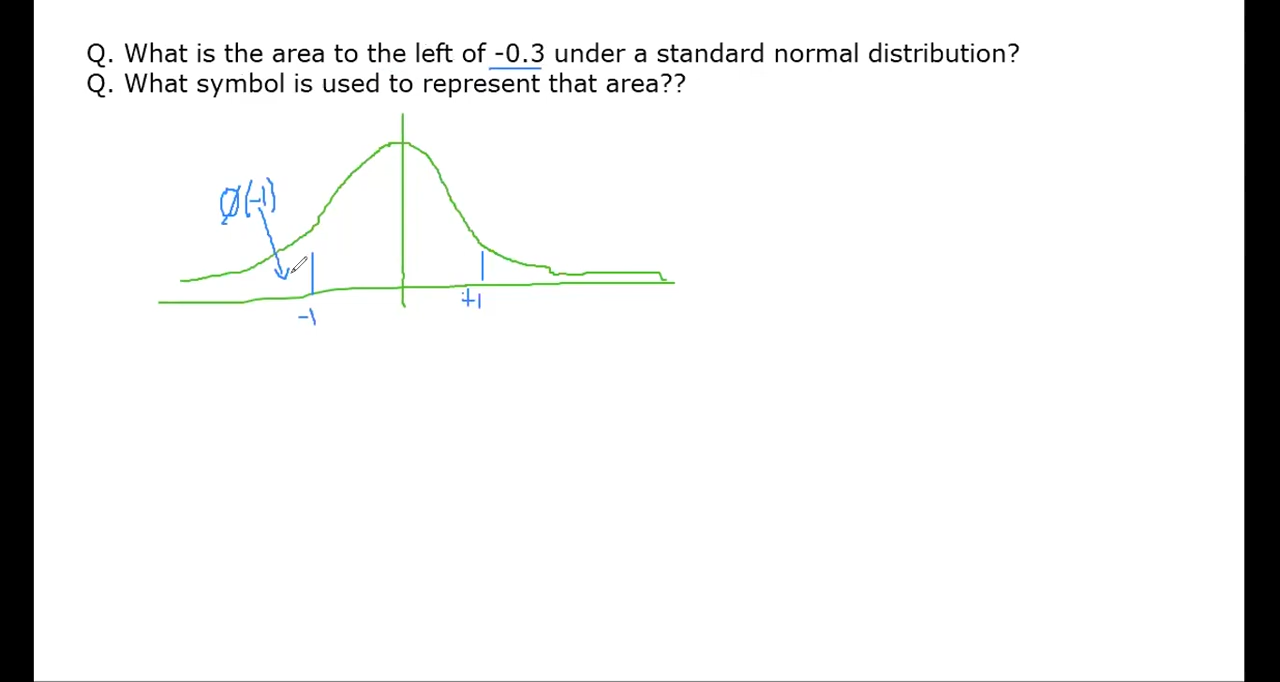 Q. What is the area to the left of -0.3 under a standard normal distribution?
Q. What symbol is used to represent that area??
Ø(-1)
-1
+1